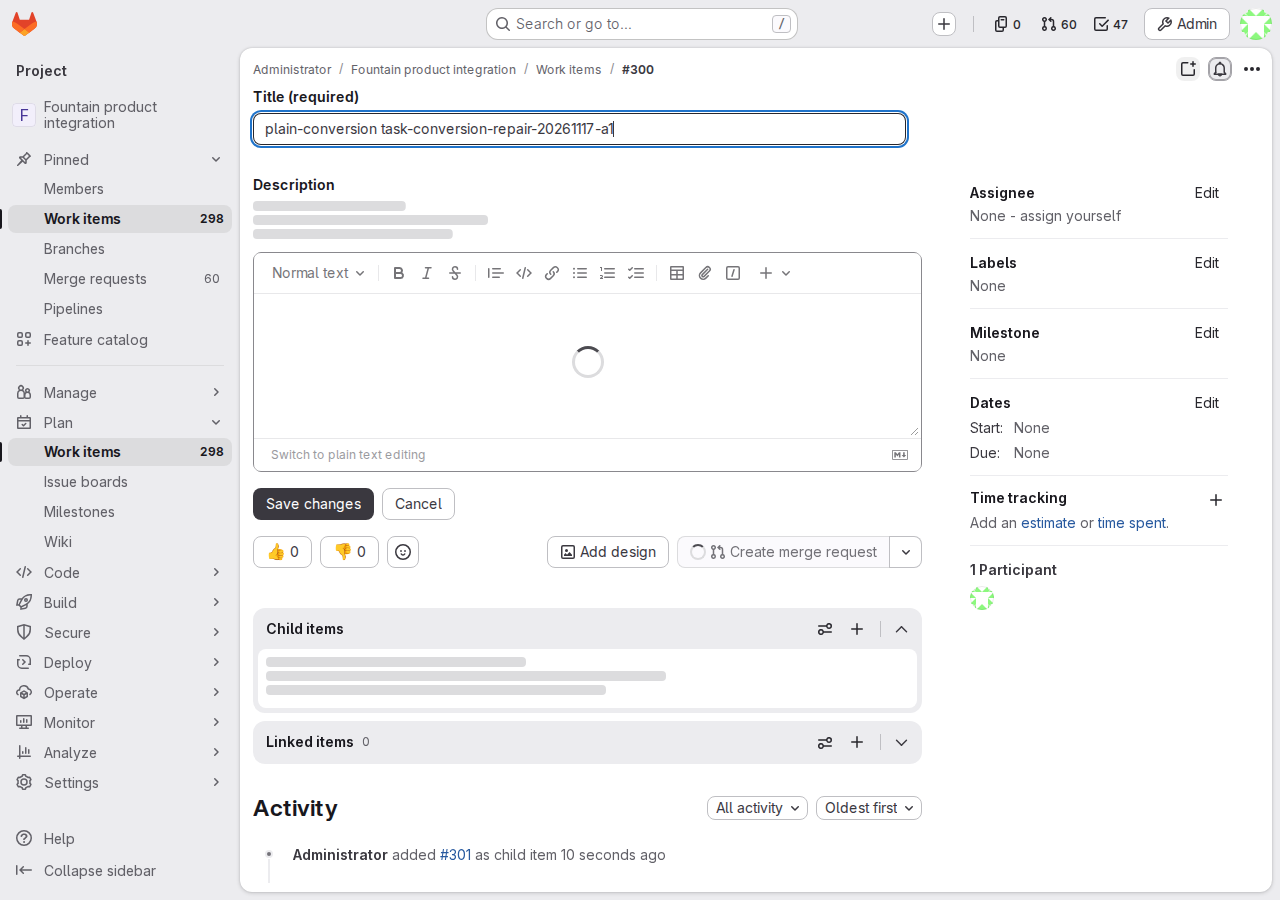 Search or go to...
/
0
60
47
Admin
Project
F
Fountain product integration
Pinned
Members
Work items 298
Branches
Merge requests 60
Pipelines
Feature catalog
Manage
Plan
Work items 298
Issue boards
Milestones
Wiki
Code
Build
Secure
Deploy
Operate
Monitor
Analyze
Settings
Help
Collapse sidebar
Administrator / Fountain product integration / Work items / #300
Title (required)
plain-conversion task-conversion-repair-20261117-a1
Description
Normal text
Switch to plain text editing
Save changes
Cancel
👍 0
👎 0
Add design
Create merge request
Child items
Linked items 0
Activity
All activity
Oldest first
Administrator added #301 as child item 10 seconds ago
Assignee
Edit
None - assign yourself
Labels
Edit
None
Milestone
Edit
None
Dates
Edit
Start: None
Due: None
Time tracking
Add an estimate or time spent.
1 Participant